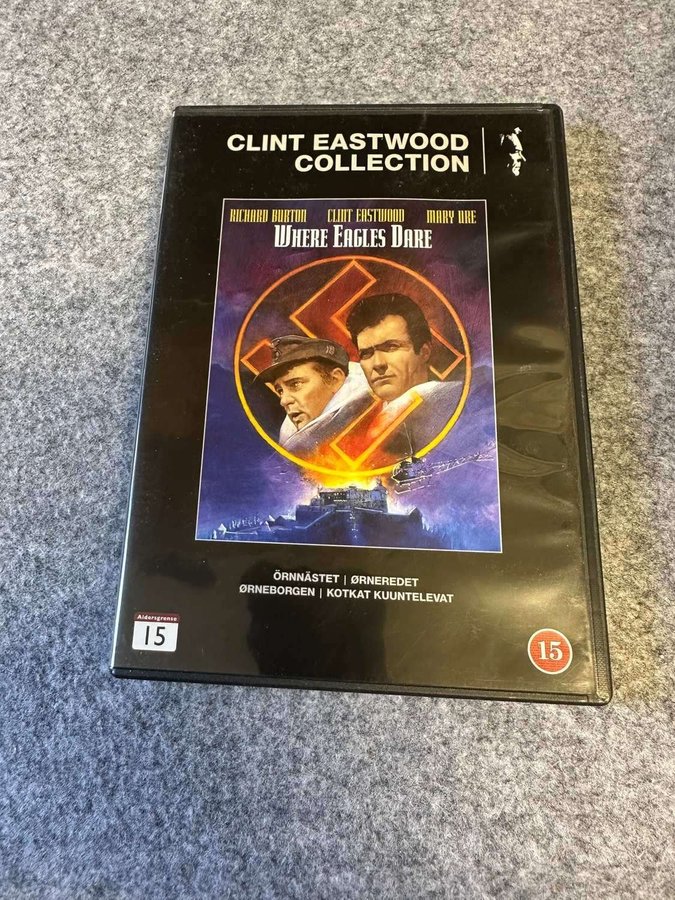 CLINT EASTWOOD
COLLECTION
RICHARD BURTON CLINT EASTWOOD MARY URE
WHERE EAGLES DARE
ÖRNNÄSTET | ØRNEREDET
ØRNEBORGEN | KOTKAT KUUNTELEVAT
Aldersgrense
15
15